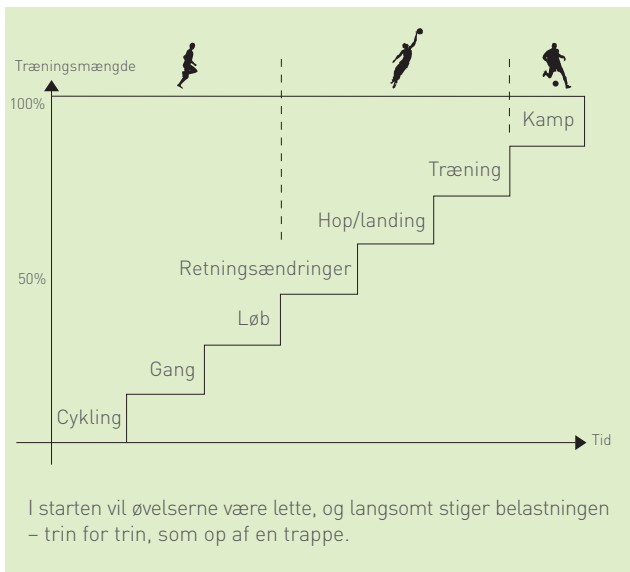 Træningsmængde
100%
Kamp
Træning
Hop/landing
50%
Retningsændringer
Løb
Gang
Cykling
Tid
I starten vil øvelserne være lette, og langsomt stiger belastningen
– trin for trin, som op af en trappe.